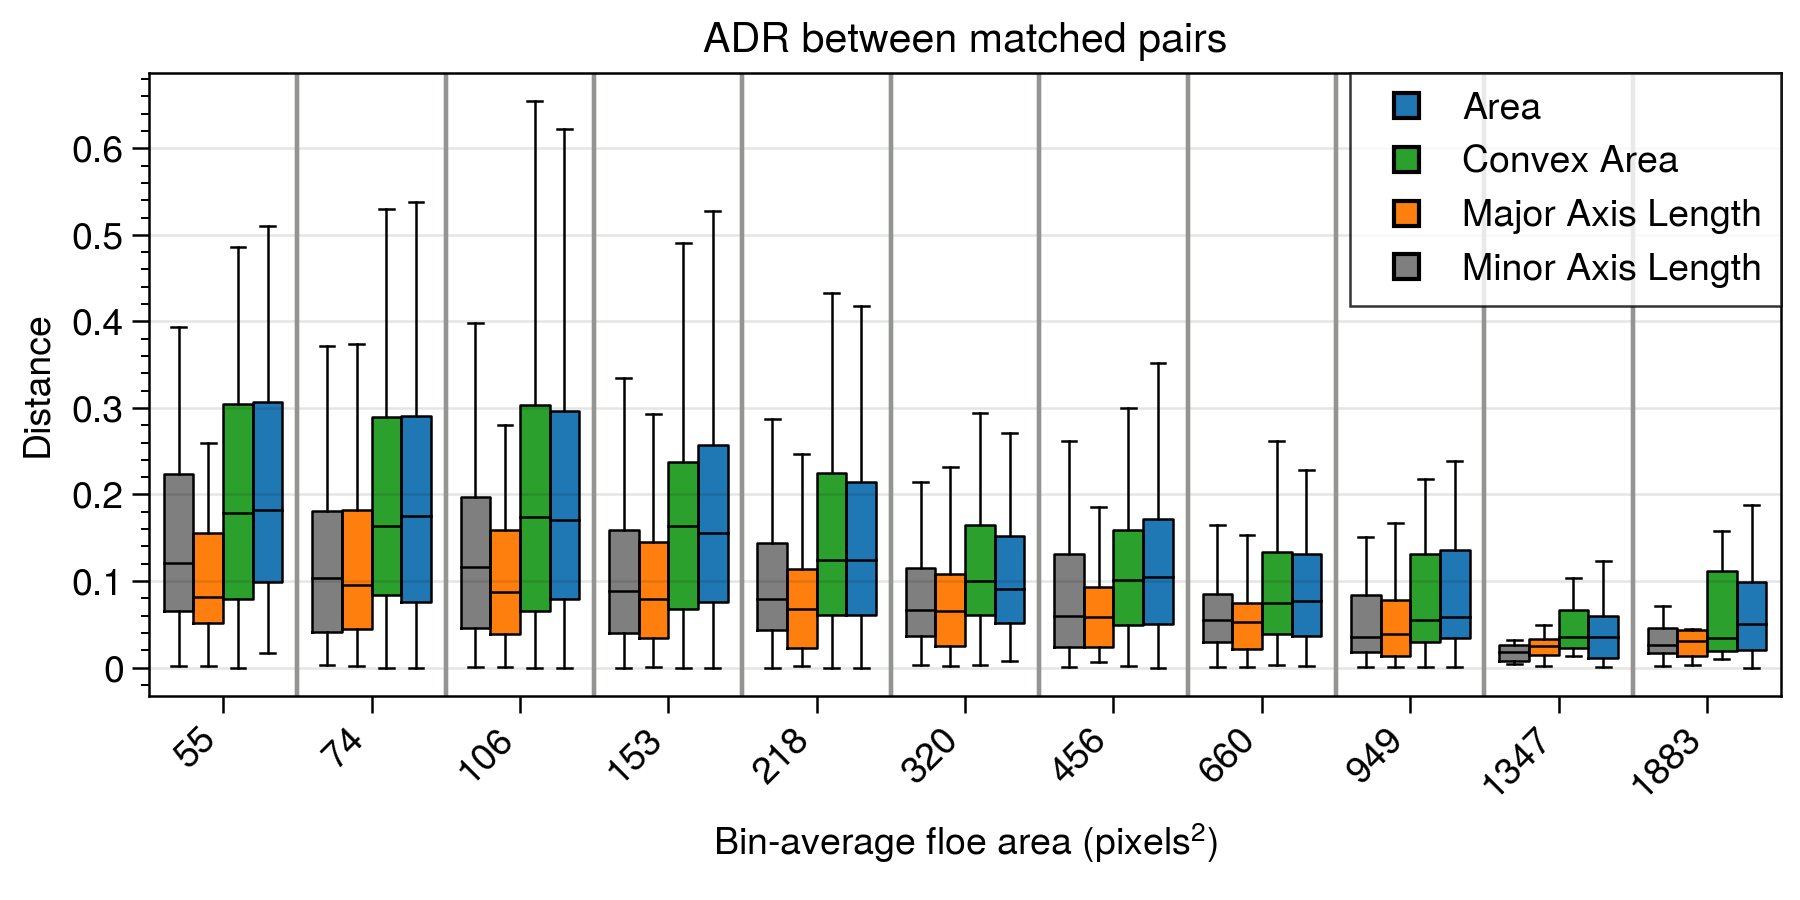 ADR between matched pairs
Area
Convex Area
Major Axis Length
Minor Axis Length
Distance
0.6
0.5
0.4
0.3
0.2
0.1
0
55
74
106
153
218
320
456
660
949
1347
1883
Bin-average floe area (pixels²)